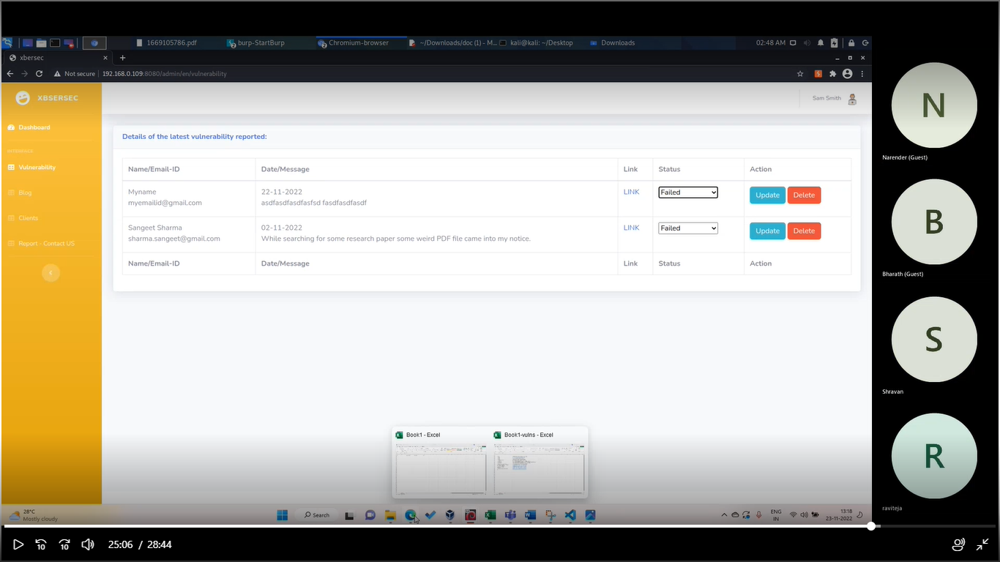 1669105786.pdf
burp-StartBurp
Chromium-browser
~/Downloads/doc (1) - M...
kali@kali: ~/Desktop
Downloads
02:48 AM
xbersec
Not secure
192.168.0.109:8080/admin/en/vulnerability
XBSERSEC
Sam Smith
Dashboard
INTERFACE
Vulnerability
Blog
Clients
Report - Contact US
Details of the latest vulnerability reported:
Name/Email-ID Date/Message Link Status Action
Myname 22-11-2022 LINK Failed Update Delete
myemailid@gmail.com asdfasdfasdfasfsd fasdfasdfasdf
Sangeet Sharma 02-11-2022 LINK Failed Update Delete
sharma.sangeet@gmail.com While searching for some research paper some weird PDF file came into my notice.
Name/Email-ID Date/Message Link Status Action
Book1 - Excel
Book1-vulns - Excel
28°C
Mostly cloudy
Search
ENG
IN
13:18
23-11-2022
N
Narender (Guest)
B
Bharath (Guest)
S
Shravan
R
raviteja
10
10
25:06 / 28:44